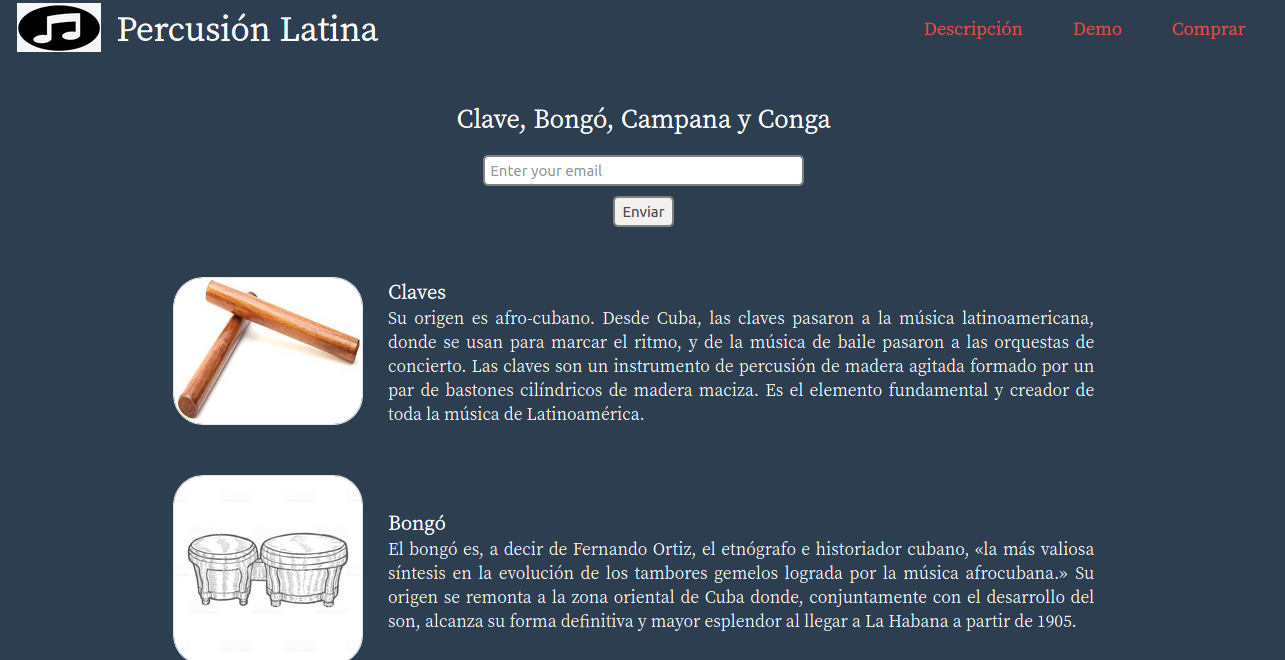 Percusión Latina
Descripción
Demo
Comprar
Clave, Bongó, Campana y Conga
Enter your email
Enviar
Claves
Su origen es afro-cubano. Desde Cuba, las claves pasaron a la música latinoamericana,
donde se usan para marcar el ritmo, y de la música de baile pasaron a las orquestas de
concierto. Las claves son un instrumento de percusión de madera agitada formado por un
par de bastones cilíndricos de madera maciza. Es el elemento fundamental y creador de
toda la música de Latinoamérica.
Bongó
El bongó es, a decir de Fernando Ortiz, el etnógrafo e historiador cubano, «la más valiosa
síntesis en la evolución de los tambores gemelos lograda por la música afrocubana.» Su
origen se remonta a la zona oriental de Cuba donde, conjuntamente con el desarrollo del
son, alcanza su forma definitiva y mayor esplendor al llegar a La Habana a partir de 1905.